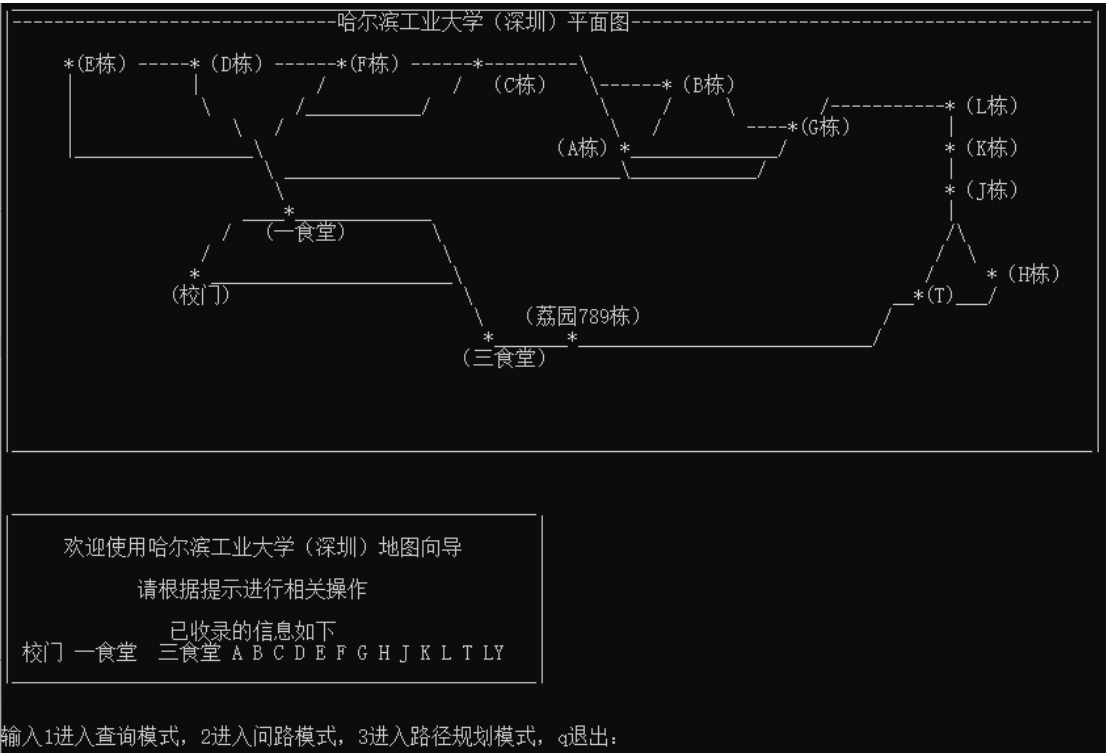 哈尔滨工业大学（深圳）平面图
(E栋) (D栋) (F栋)
(C栋) (B栋)
(L栋)
(G栋)
(A栋) (K栋)
(J栋)
(一食堂)
(H栋)
(校门) (T)
(荔园789栋)
(三食堂)
欢迎使用哈尔滨工业大学（深圳）地图向导
请根据提示进行相关操作
已收录的信息如下
校门 一食堂 三食堂 A B C D E F G H J K L T LY
输入1进入查询模式，2进入问路模式，3进入路径规划模式，q退出：